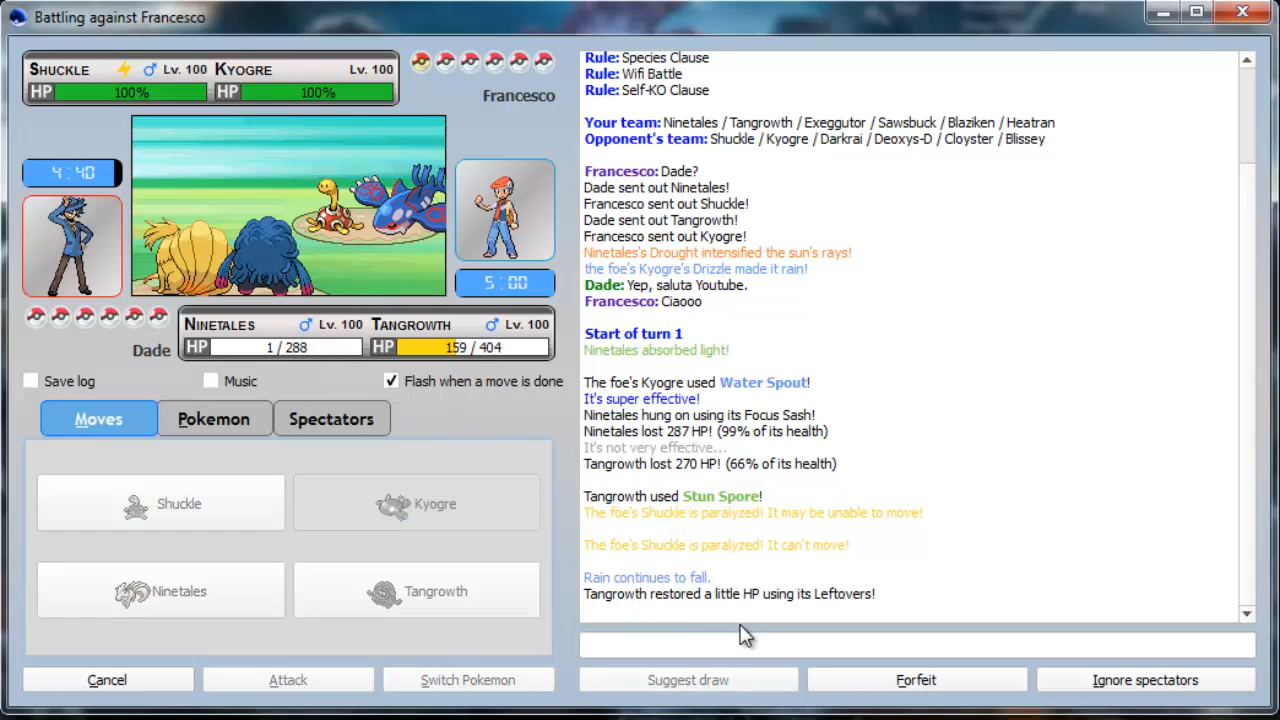 Battling against Francesco
SHUCKLE Lv. 100 KYOGRE Lv. 100
HP 100% HP 100%
Francesco
4:40
5:00
NINETALES Lv. 100 TANGROWTH Lv. 100
HP 1 / 288 HP 159 / 404
Dade
Save log Music Flash when a move is done
Moves Pokemon Spectators
Shuckle Kyogre
Ninetales Tangrowth
Cancel Attack Switch Pokemon
Rule: Species Clause
Rule: Wifi Battle
Rule: Self-KO Clause
Your team: Ninetales / Tangrowth / Exeggutor / Sawsbuck / Blaziken / Heatran
Opponent's team: Shuckle / Kyogre / Darkrai / Deoxys-D / Cloyster / Blissey
Francesco: Dade?
Dade sent out Ninetales!
Francesco sent out Shuckle!
Dade sent out Tangrowth!
Francesco sent out Kyogre!
Ninetales's Drought intensified the sun's rays!
the foe's Kyogre's Drizzle made it rain!
Dade: Yep, saluta Youtube.
Francesco: Ciaooo
Start of turn 1
Ninetales absorbed light!
The foe's Kyogre used Water Spout!
It's super effective!
Ninetales hung on using its Focus Sash!
Ninetales lost 287 HP! (99% of its health)
It's not very effective...
Tangrowth lost 270 HP! (66% of its health)
Tangrowth used Stun Spore!
The foe's Shuckle is paralyzed! It may be unable to move!
The foe's Shuckle is paralyzed! It can't move!
Rain continues to fall.
Tangrowth restored a little HP using its Leftovers!
Suggest draw Forfeit Ignore spectators